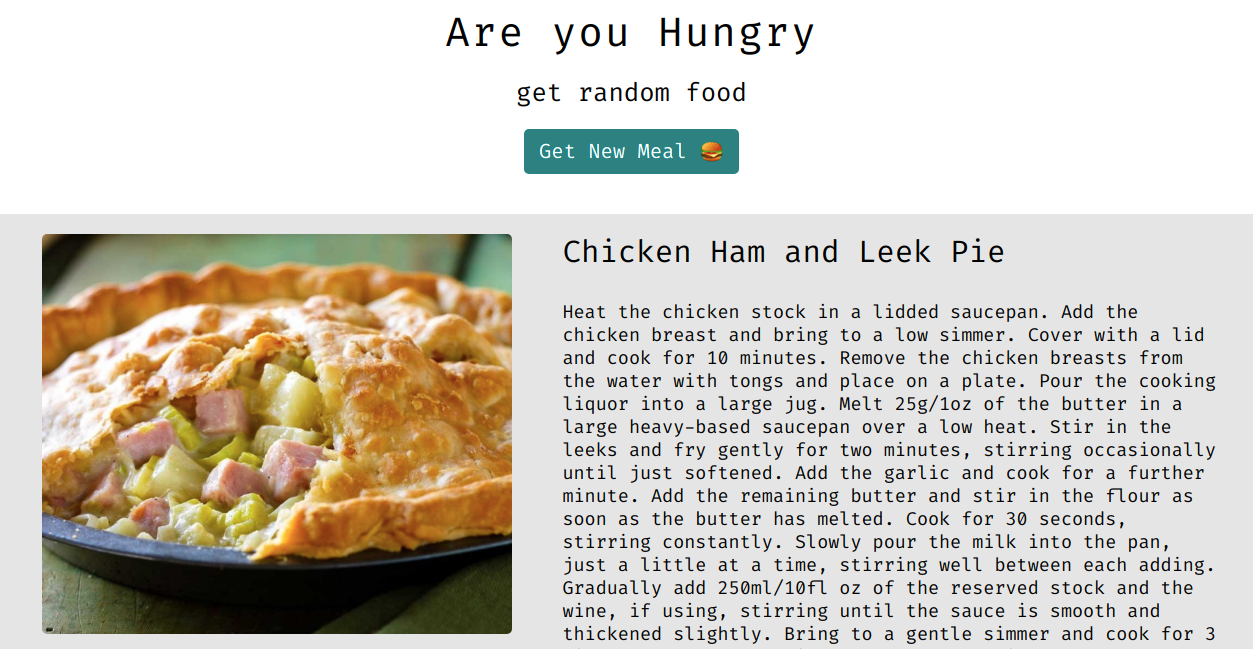 Are you Hungry
get random food
Get New Meal 🍔
Chicken Ham and Leek Pie
Heat the chicken stock in a lidded saucepan. Add the
chicken breast and bring to a low simmer. Cover with a lid
and cook for 10 minutes. Remove the chicken breasts from
the water with tongs and place on a plate. Pour the cooking
liquor into a large jug. Melt 25g/1oz of the butter in a
large heavy-based saucepan over a low heat. Stir in the
leeks and fry gently for two minutes, stirring occasionally
until just softened. Add the garlic and cook for a further
minute. Add the remaining butter and stir in the flour as
soon as the butter has melted. Cook for 30 seconds,
stirring constantly. Slowly pour the milk into the pan,
just a little at a time, stirring well between each adding.
Gradually add 250ml/10fl oz of the reserved stock and the
wine, if using, stirring until the sauce is smooth and
thickened slightly. Bring to a gentle simmer and cook for 3